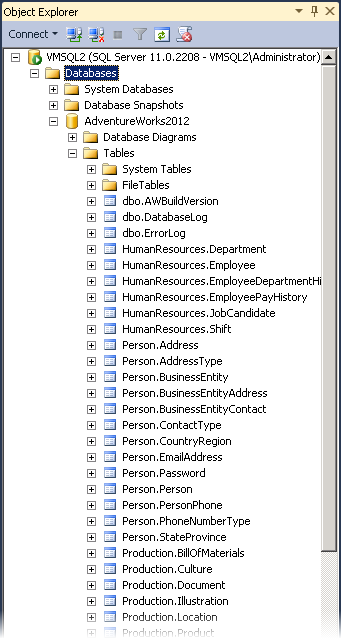 Object Explorer
Connect
VMSQL2 (SQL Server 11.0.2208 - VMSQL2\Administrator)
Databases
System Databases
Database Snapshots
AdventureWorks2012
Database Diagrams
Tables
System Tables
FileTables
dbo.AWBuildVersion
dbo.DatabaseLog
dbo.ErrorLog
HumanResources.Department
HumanResources.Employee
HumanResources.EmployeeDepartmentHi
HumanResources.EmployeePayHistory
HumanResources.JobCandidate
HumanResources.Shift
Person.Address
Person.AddressType
Person.BusinessEntity
Person.BusinessEntityAddress
Person.BusinessEntityContact
Person.ContactType
Person.CountryRegion
Person.EmailAddress
Person.Password
Person.Person
Person.PersonPhone
Person.PhoneNumberType
Person.StateProvince
Production.BillOfMaterials
Production.Culture
Production.Document
Production.Illustration
Production.Location
Production.Product